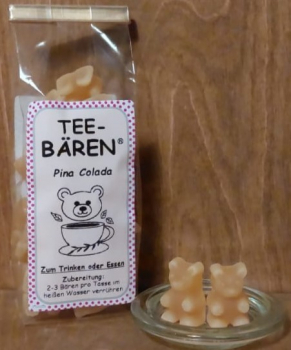 TEE-
BÄREN®
Pina Colada
Zum Trinken oder Essen
Zubereitung:
2-3 Bären pro Tasse im
heißen Wasser verrühren